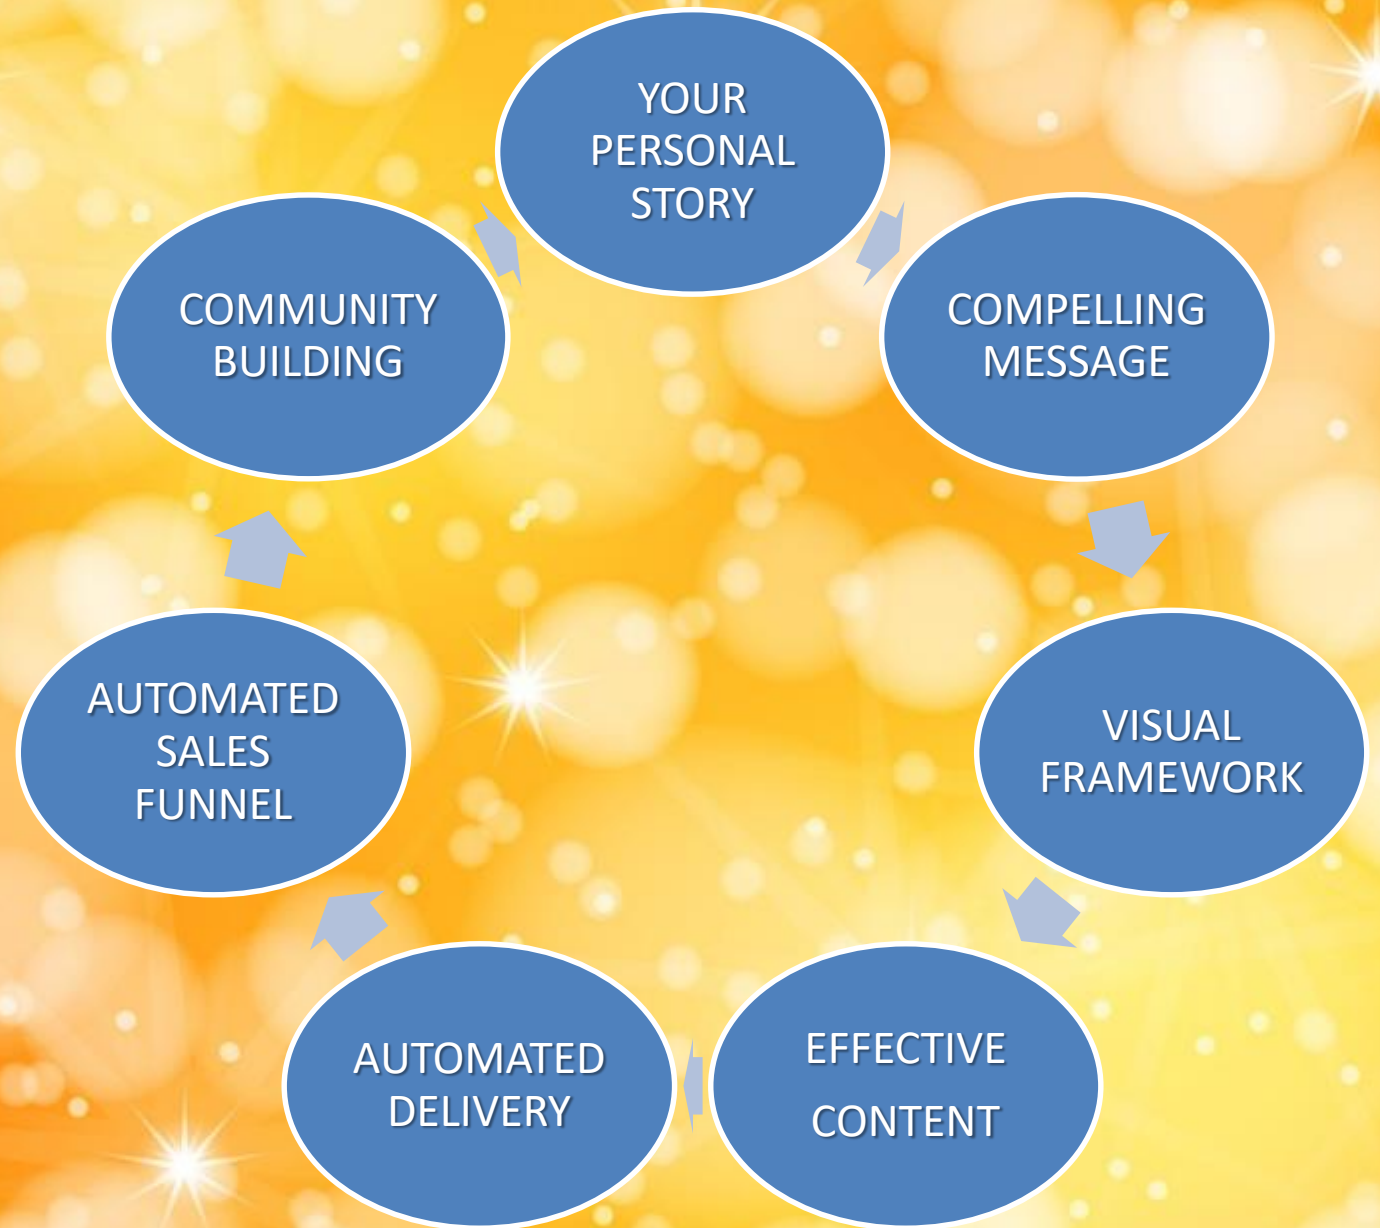 YOUR
PERSONAL
STORY
COMPELLING
MESSAGE
VISUAL
FRAMEWORK
EFFECTIVE
CONTENT
AUTOMATED
DELIVERY
AUTOMATED
SALES
FUNNEL
COMMUNITY
BUILDING